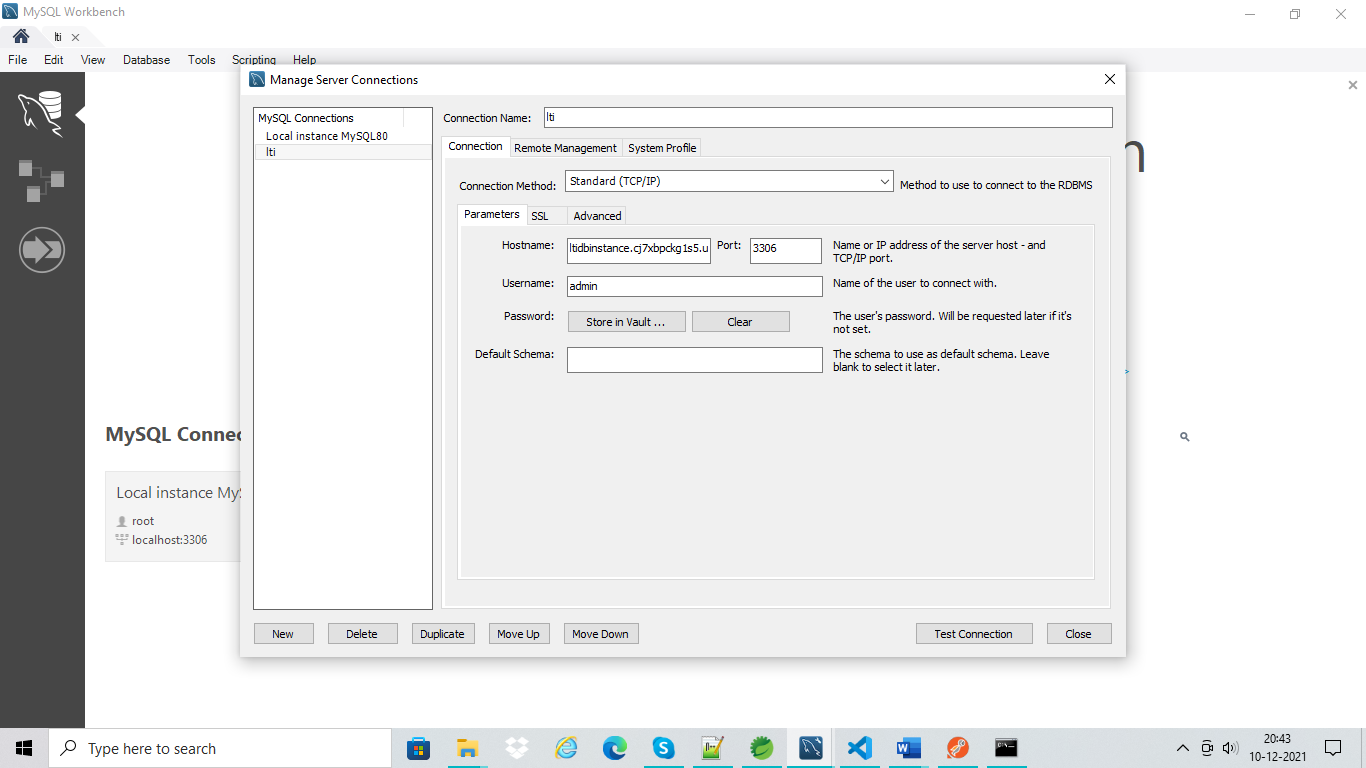 MySQL Workbench
lti
File Edit View Database Tools Scripting Help
Manage Server Connections
MySQL Connections
Local instance MySQL80
lti
Connection Name: lti
Connection Remote Management System Profile
Connection Method: Standard (TCP/IP) Method to use to connect to the RDBMS
Parameters SSL Advanced
Hostname: ltidbinstance.cj7xbpckg1s5.u Port: 3306 Name or IP address of the server host - and
TCP/IP port.
Username: admin Name of the user to connect with.
Password: Store in Vault ... Clear The user's password. Will be requested later if it's
not set.
Default Schema: The schema to use as default schema. Leave
blank to select it later.
MySQL Connec
Local instance MyS
root
localhost:3306
New Delete Duplicate Move Up Move Down Test Connection Close
Type here to search
20:43
10-12-2021